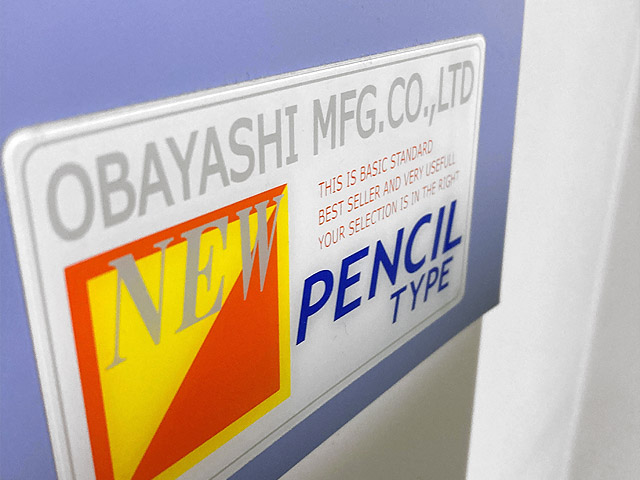 OBAYASHI MFG.CO.,LTD
NEW
THIS IS BASIC STANDARD
BEST SELLER AND VERY USEFULL
YOUR SELECTION IS IN THE RIGHT
PENCIL
TYPE